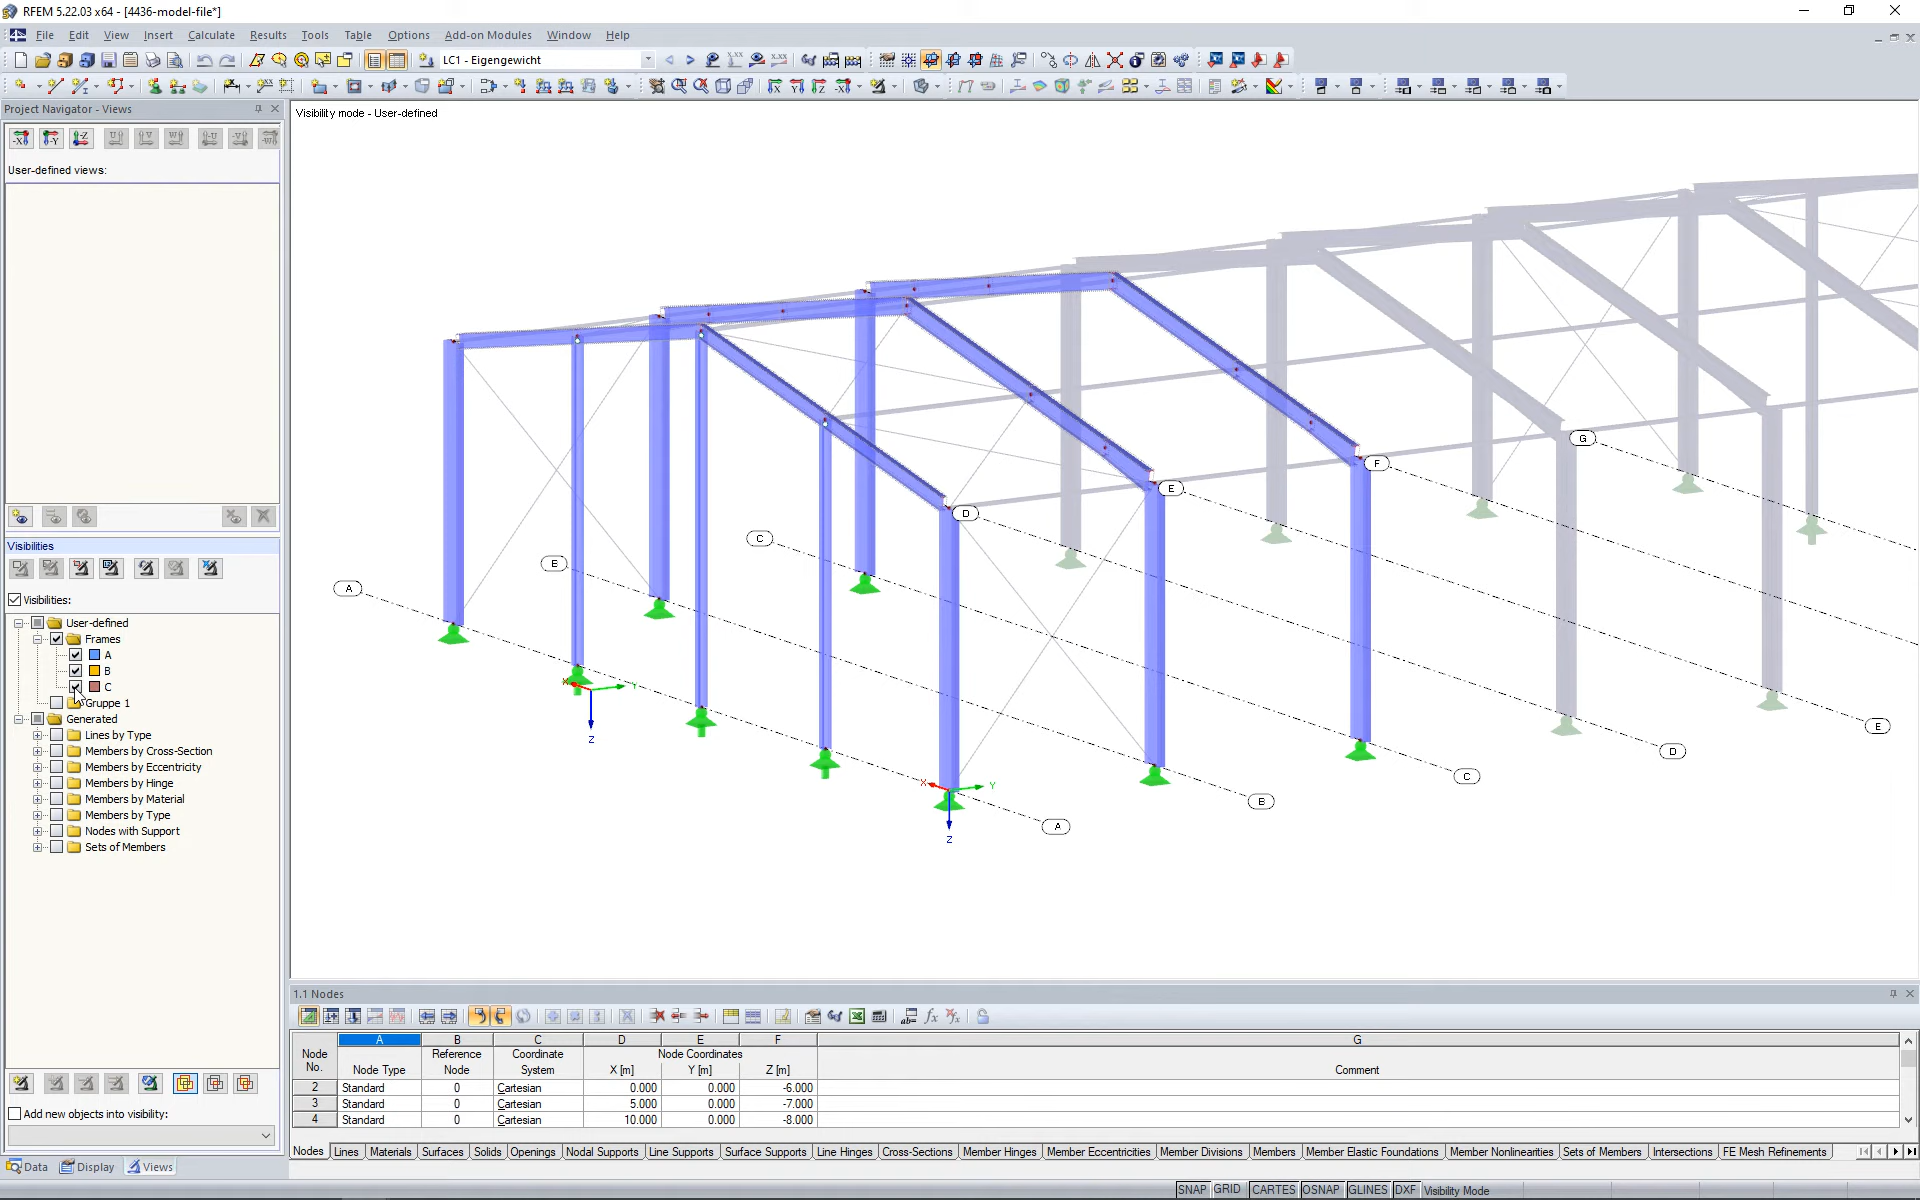 RFEM 5.22.03 x64 - [4436-model-file*]
File Edit View Insert Calculate Results Tools Table Options Add-on Modules Window Help
LC1 - Eigengewicht
Project Navigator - Views
Visibility mode - User-defined
User-defined views:
Visibilities
Visibilities:
User-defined
Frames
A
B
C
Gruppe 1
Generated
Lines by Type
Members by Cross-Section
Members by Eccentricity
Members by Hinge
Members by Material
Members by Type
Nodes with Support
Sets of Members
Add new objects into visibility:
Data Display Views
G
F
E
D
C
E
A
E
D
C
B
A
X
Y
Z
X
Y
Z
1.1 Nodes
A B C D E F G
Node No. Node Type Reference Node Coordinate System Node Coordinates X [m] Y [m] Z [m] Comment
2 Standard 0 Cartesian 0.000 0.000 -6.000
3 Standard 0 Cartesian 5.000 0.000 -7.000
4 Standard 0 Cartesian 10.000 0.000 -8.000
Nodes Lines Materials Surfaces Solids Openings Nodal Supports Line Supports Surface Supports Line Hinges Cross-Sections Member Hinges Member Eccentricities Member Divisions Members Member Elastic Foundations Member Nonlinearities Sets of Members Intersections FE Mesh Refinements
SNAP GRID CARTES OSNAP GLINES DXF Visibility Mode